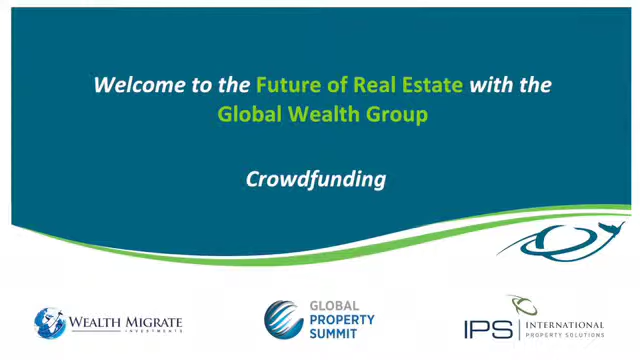 Welcome to the Future of Real Estate with the
Global Wealth Group
Crowdfunding
WEALTH MIGRATE
INVESTMENTS
GLOBAL
PROPERTY
SUMMIT
IPS
INTERNATIONAL
PROPERTY SOLUTIONS